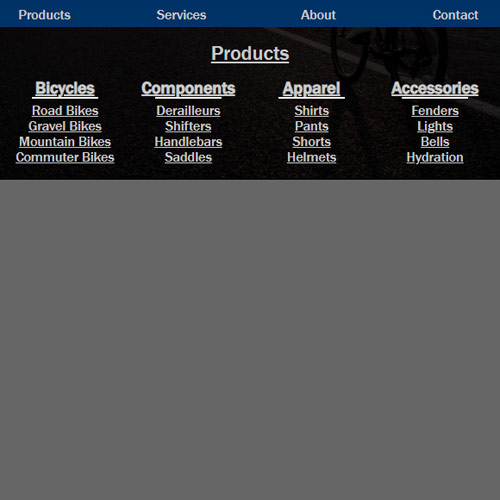 Products Services About Contact
Products
Bicycles Components Apparel Accessories
Road Bikes Derailleurs Shirts Fenders
Gravel Bikes Shifters Pants Lights
Mountain Bikes Handlebars Shorts Bells
Commuter Bikes Saddles Helmets Hydration